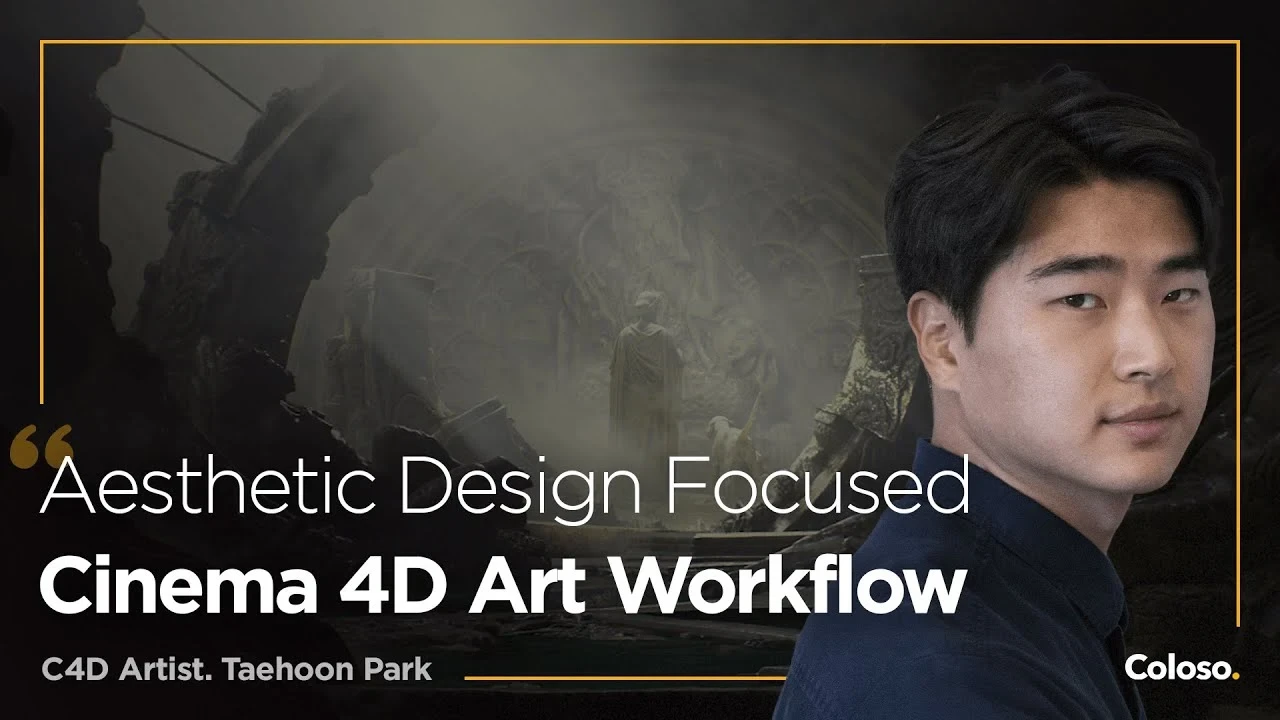 “Aesthetic Design Focused
Cinema 4D Art Workflow
C4D Artist. Taehoon Park
Coloso.